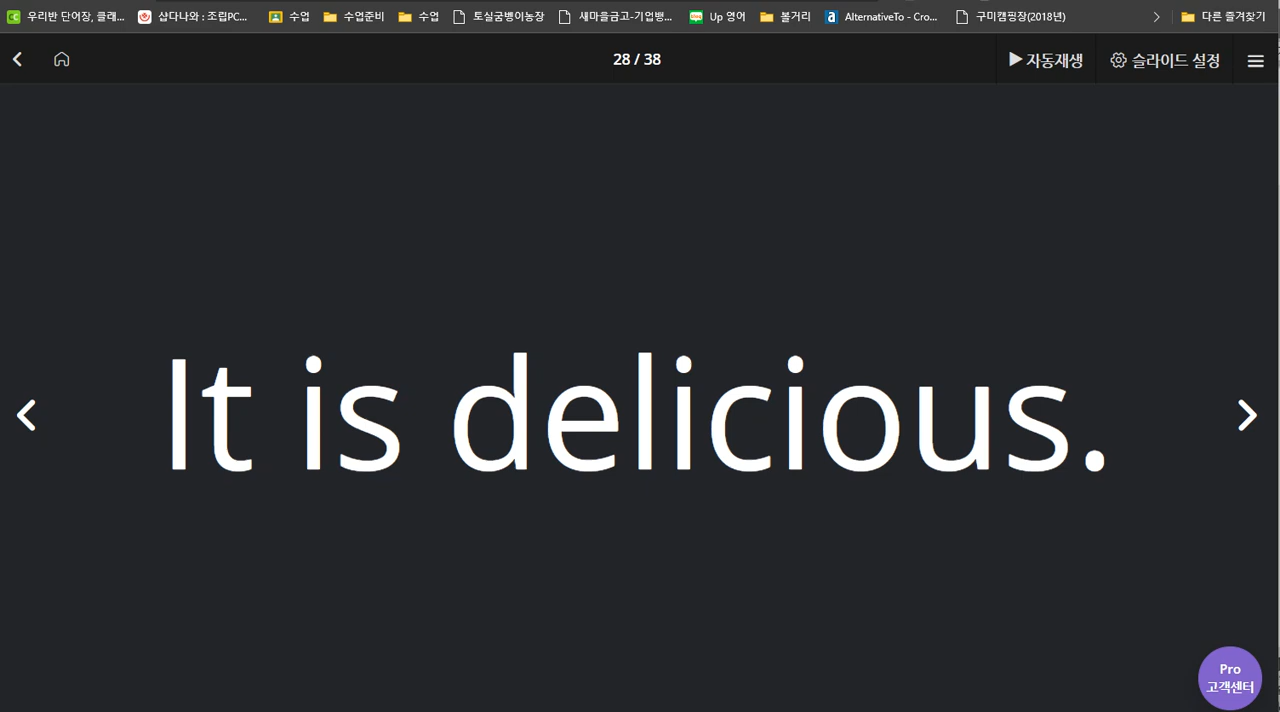 우리반 단어장, 클래... 샵다나와 : 조립PC... 수업 수업준비 수업 토실굼벵이농장 새마을금고-기업뱅... Up 영어 볼거리 AlternativeTo - Cro... 구미캠핑장(2018년) 다른 즐겨찾기
28 / 38 자동재생 슬라이드 설정
It is delicious.
Pro
고객센터